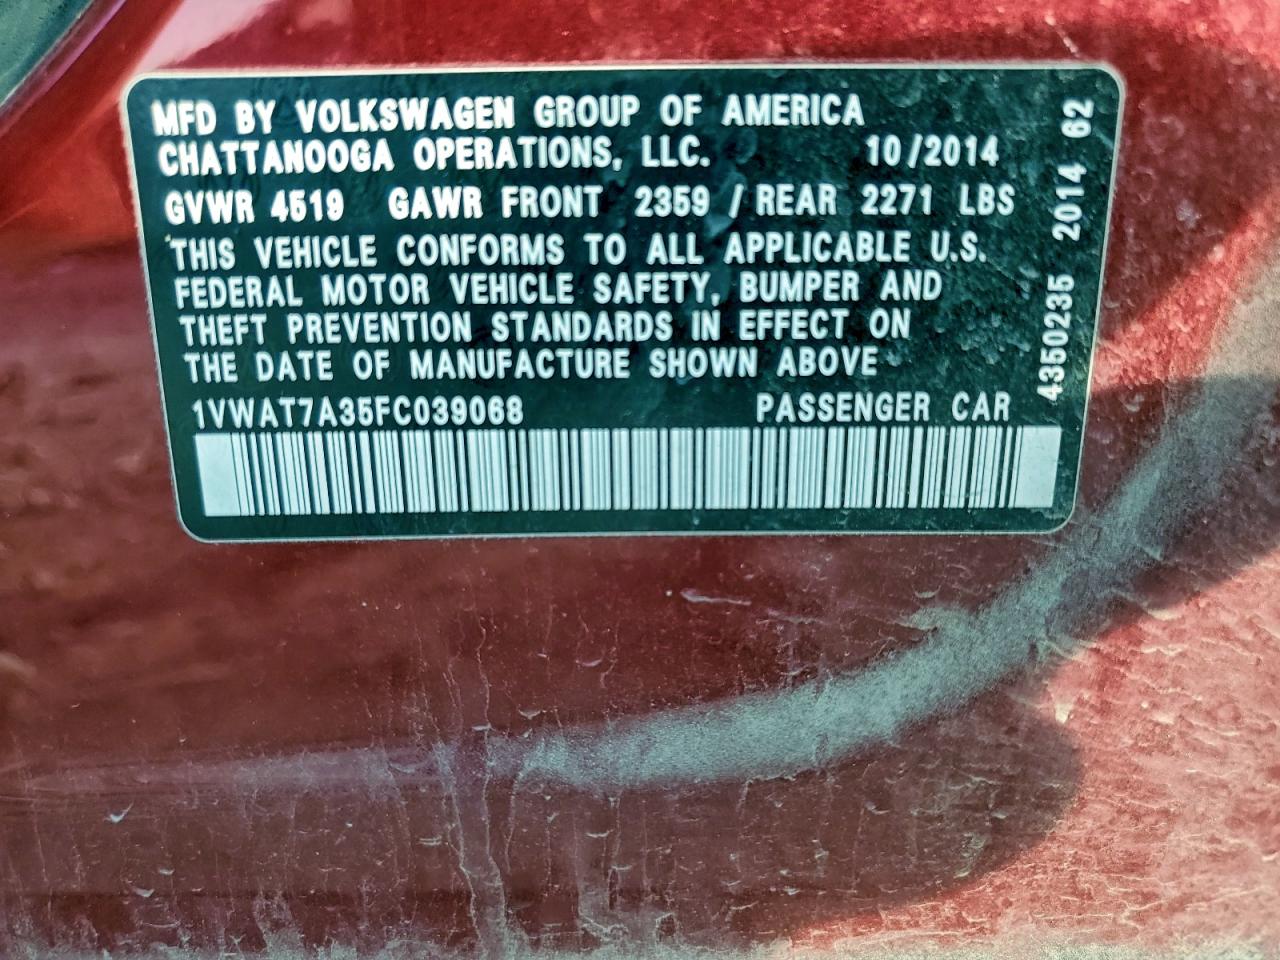 MFD BY VOLKSWAGEN GROUP OF AMERICA
CHATTANOOGA OPERATIONS, LLC. 10/2014
GVWR 4519 GAWR FRONT 2359 / REAR 2271 LBS
THIS VEHICLE CONFORMS TO ALL APPLICABLE U.S.
FEDERAL MOTOR VEHICLE SAFETY, BUMPER AND
THEFT PREVENTION STANDARDS IN EFFECT ON
THE DATE OF MANUFACTURE SHOWN ABOVE
1VWAT7A35FC039068 PASSENGER CAR
4350235 2014 62